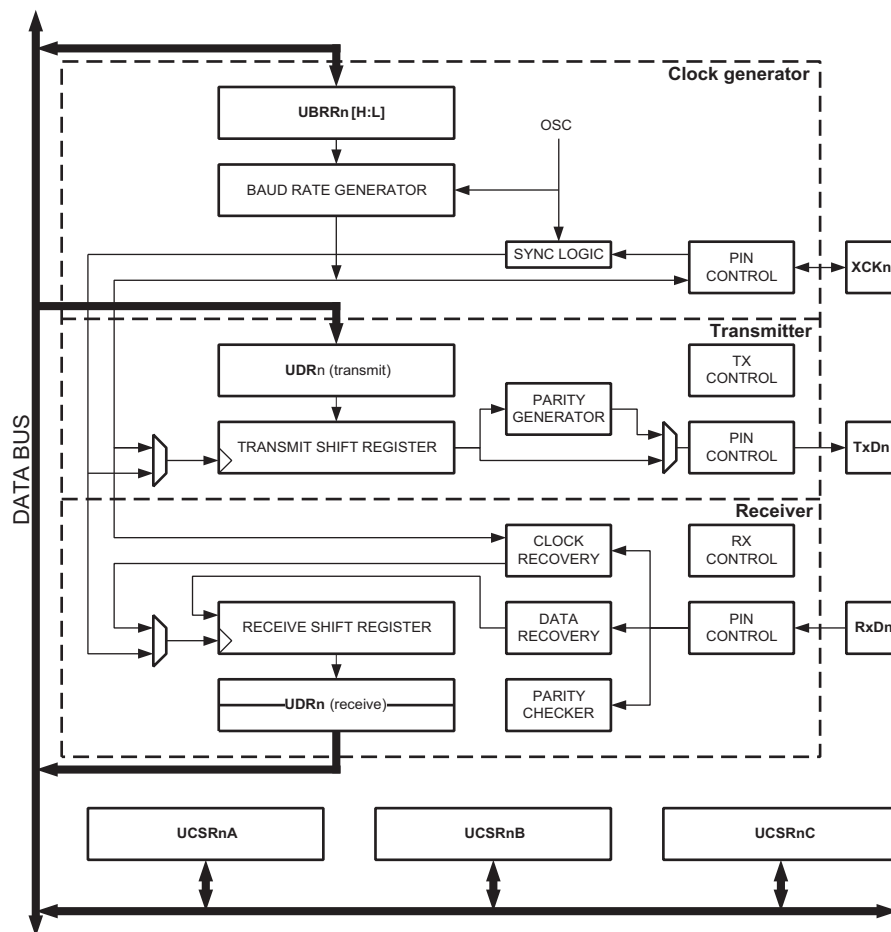 Clock generator
UBRRn [H:L]
OSC
BAUD RATE GENERATOR
SYNC LOGIC
PIN
CONTROL
XCKn
Transmitter
UDRn (transmit)
TX
CONTROL
PARITY
GENERATOR
TRANSMIT SHIFT REGISTER
PIN
CONTROL
TxDn
DATA BUS
Receiver
CLOCK
RECOVERY
RX
CONTROL
RECEIVE SHIFT REGISTER
DATA
RECOVERY
PIN
CONTROL
RxDn
UDRn (receive)
PARITY
CHECKER
UCSRnA
UCSRnB
UCSRnC